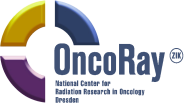 OncoRay ZIK
National Center for
Radiation Research in Oncology
Dresden